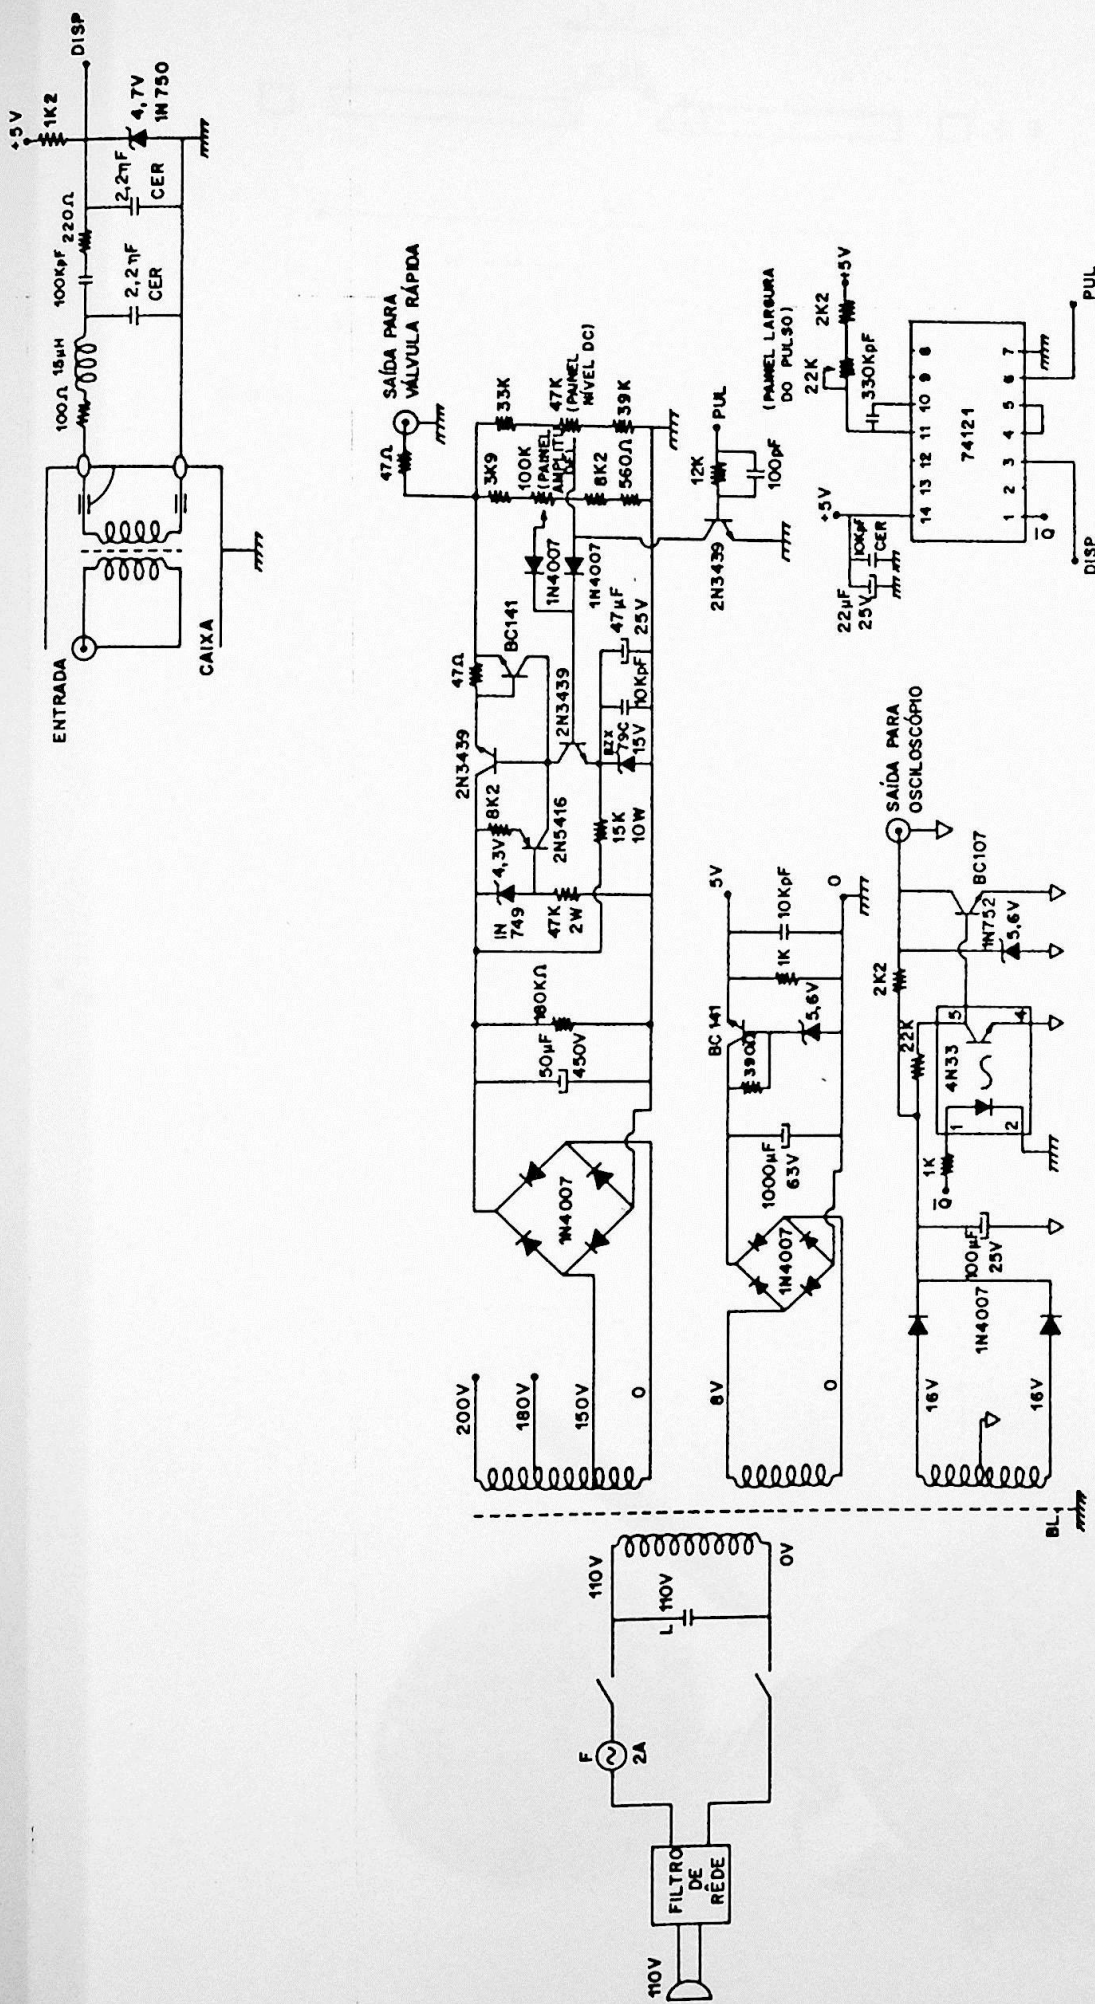 ENTRADA
CAIXA
100Ω
15μH
100KpF
220Ω
2,2ηF
CER
2,2ηF
CER
+5V
1K2
DISP
4,7V
1N750
110V
FILTRO
DE
RÊDE
F
2A
L
110V
110V
0V
BL.
200V
180V
150V
0
1N4007
50μF
450V
180KΩ
1N
749
4,3V
8K2
47K
2W
2N5416
2N3439
47Ω
BC141
2N3439
15K
10W
BZX
79C
15V
10KpF
47μF
25V
1N4007
1N4007
3K9
100K
(PAINEL
AMPLITU
DE)
8K2
560Ω
33K
47K
(PAINEL
NÍVEL DC)
39K
47Ω
SAÍDA PARA
VÁLVULA RÁPIDA
2N3439
12K
100pF
PUL
8V
0
1N4007
1000μF
63V
390Ω
BC141
5,6V
1K
10KpF
5V
0
+5V
22μF
25V
10KpF
CER
14 13 12 11 10 9 8
74121
1 2 3 4 5 6 7
Q̅
DISP
PUL
330KpF
22K
2K2
+5V
(PAINEL LARGURA
DO PULSO)
16V
16V
1N4007
100μF
25V
Q̅
1K
1
2
4N33
5
4
22K
2K2
1N752
5,6V
BC107
SAÍDA PARA
OSCILOSCÓPIO